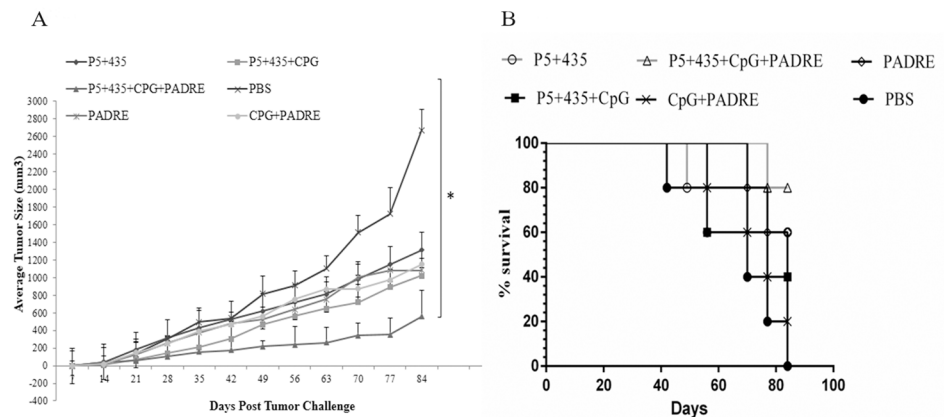 A
P5+435
P5+435+CPG
P5+435+CPG+PADRE
PBS
PADRE
CPG+PADRE
Average Tumor Size (mm3)
3000
2800
2600
2400
2200
2000
1800
1600
1400
1200
1000
800
600
400
200
0
-200
-400
14
21
28
35
42
49
56
63
70
77
84
*
Days Post Tumor Challenge
B
P5+435
P5+435+CpG+PADRE
PADRE
P5+435+CpG
CpG+PADRE
PBS
% survival
100
80
60
40
20
0
0
20
40
60
80
100
Days